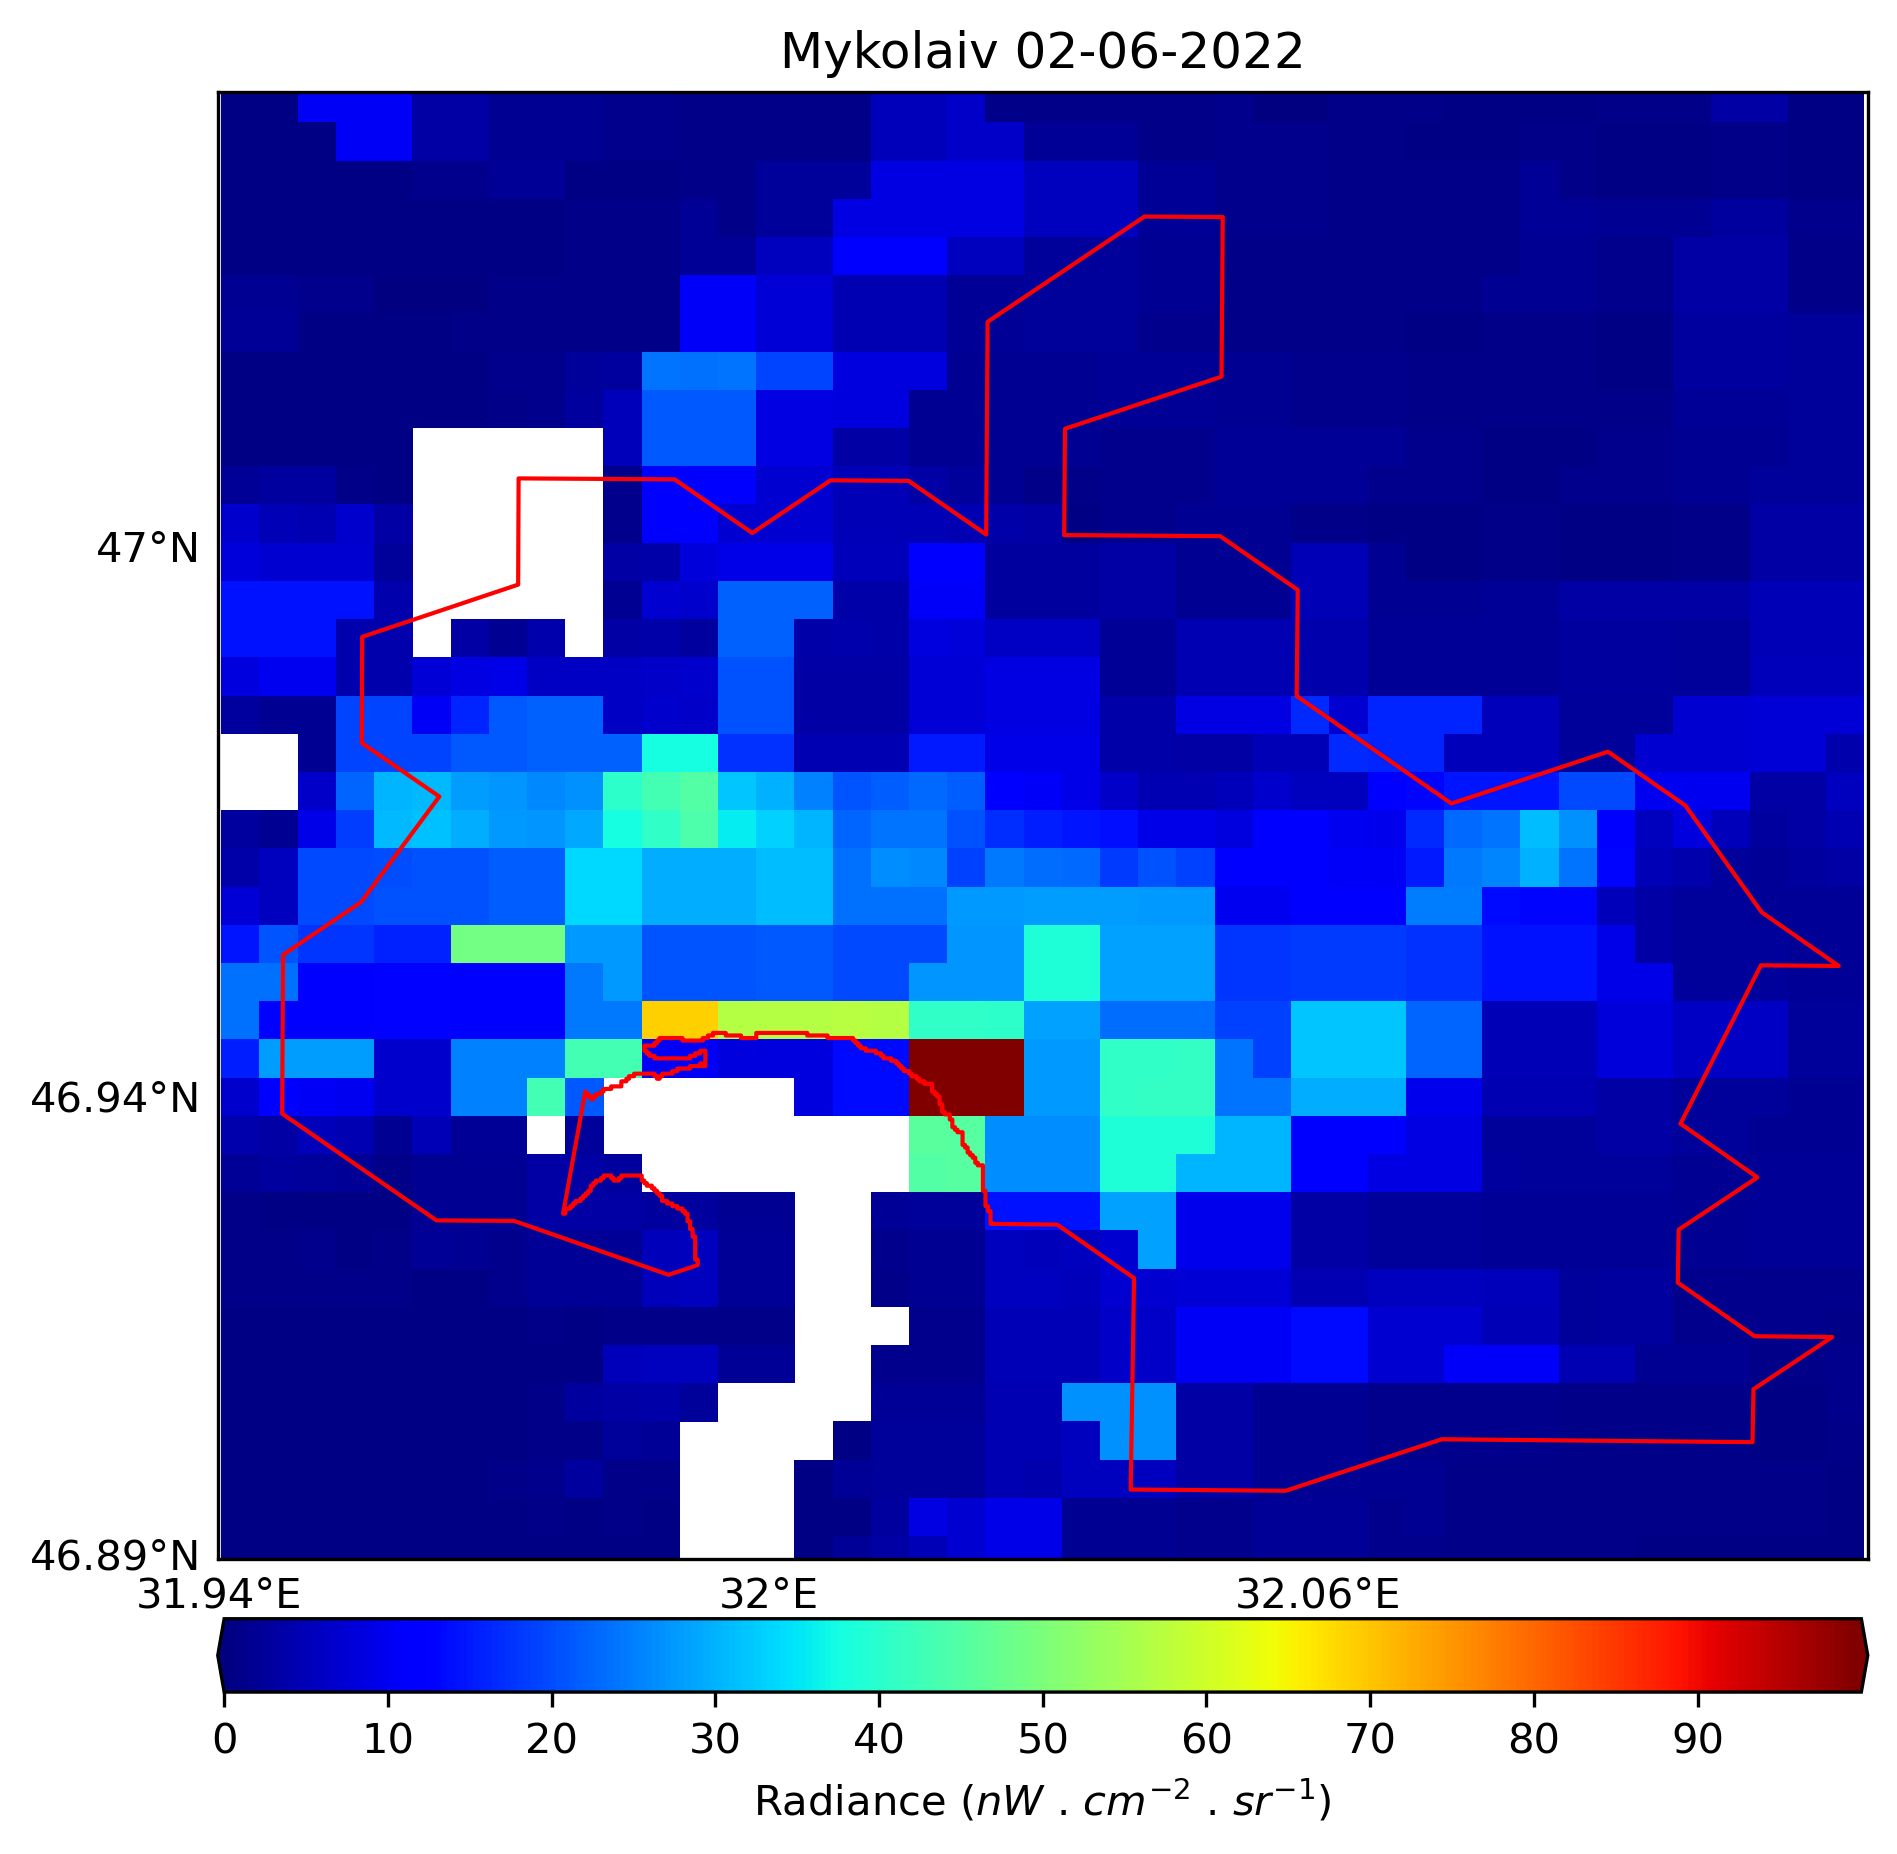 Mykolaiv 02-06-2022
47°N
46.94°N
46.89°N
31.94°E 32°E 32.06°E
0 10 20 30 40 50 60 70 80 90
Radiance (nW . cm⁻² . sr⁻¹)